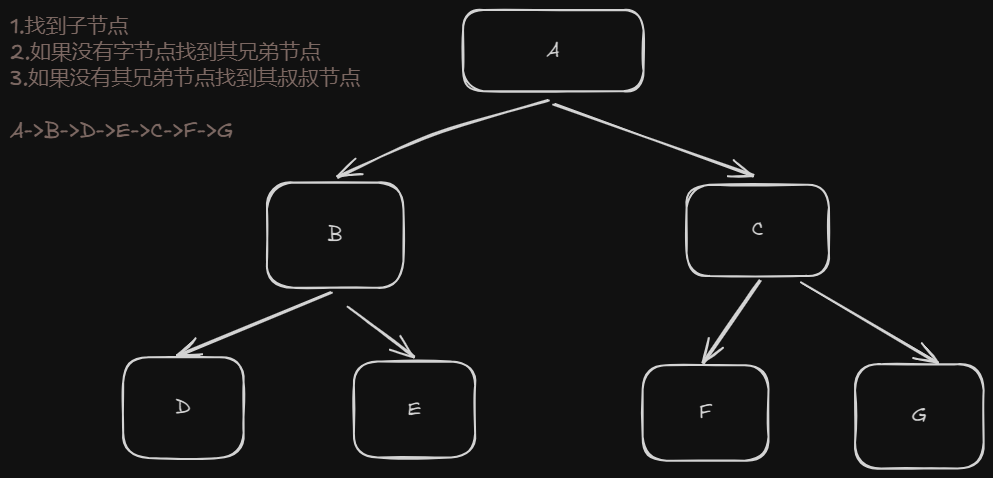 1.找到子节点
2.如果没有字节点找到其兄弟节点
3.如果没有其兄弟节点找到其叔叔节点
A->B->D->E->C->F->G
A
B
C
D
E
F
G